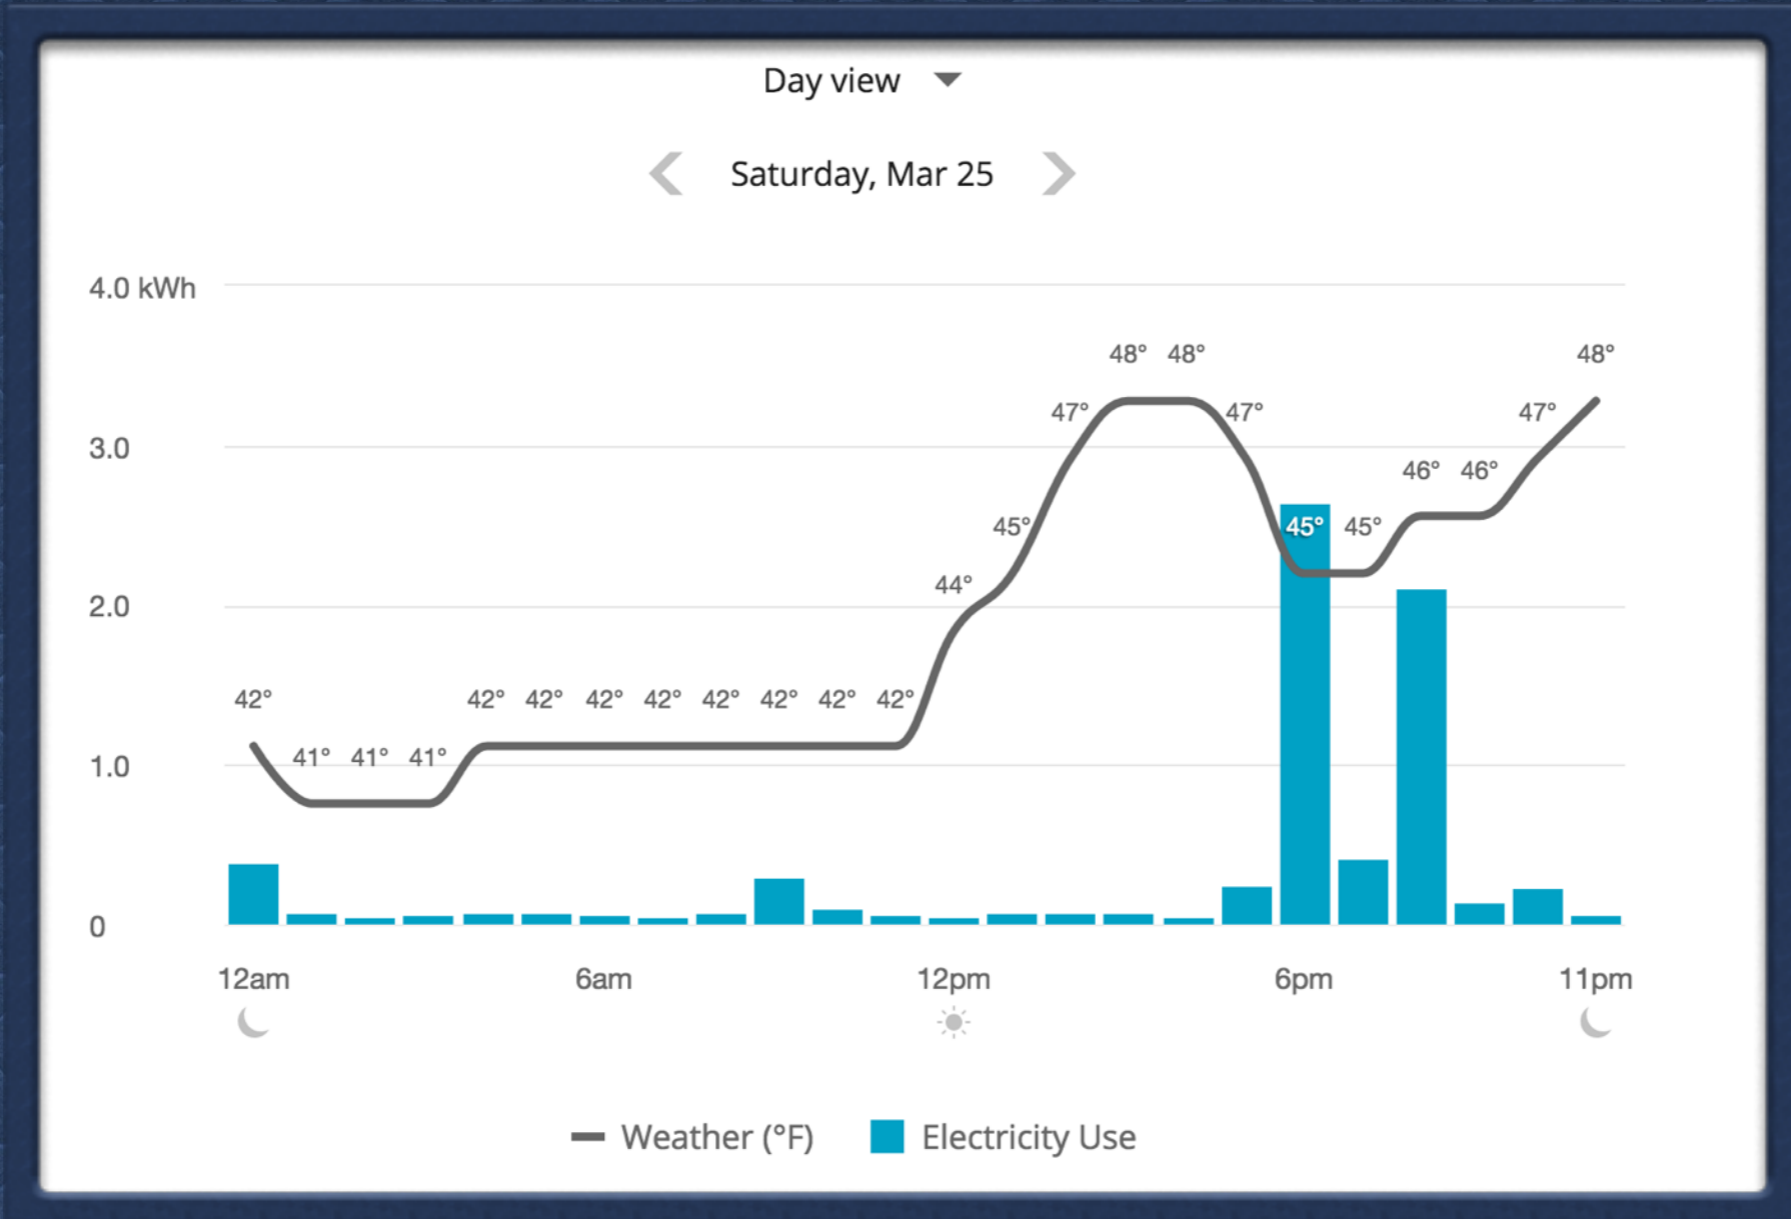 Day view
Saturday, Mar 25
4.0 kWh
48° 48° 48°
47° 47° 47°
3.0
46° 46°
45° 45° 45°
44°
2.0
42° 42° 42° 42° 42° 42° 42° 42° 42°
41° 41° 41°
1.0
0
12am 6am 12pm 6pm 11pm
Weather (°F) Electricity Use